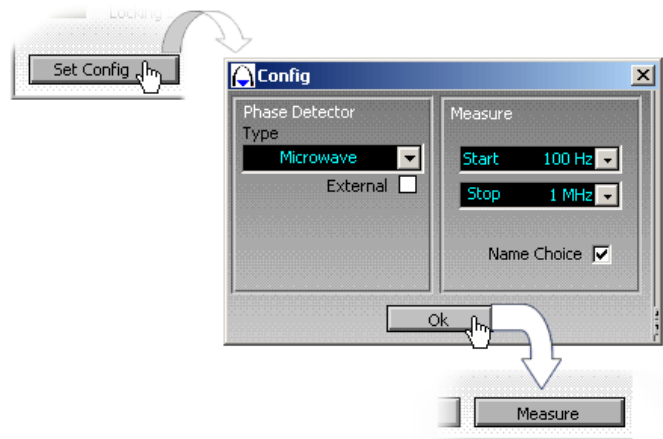 Locking
Set Config
Config
Phase Detector
Type
Microwave
External
Measure
Start 100 Hz
Stop 1 MHz
Name Choice
Ok
Measure